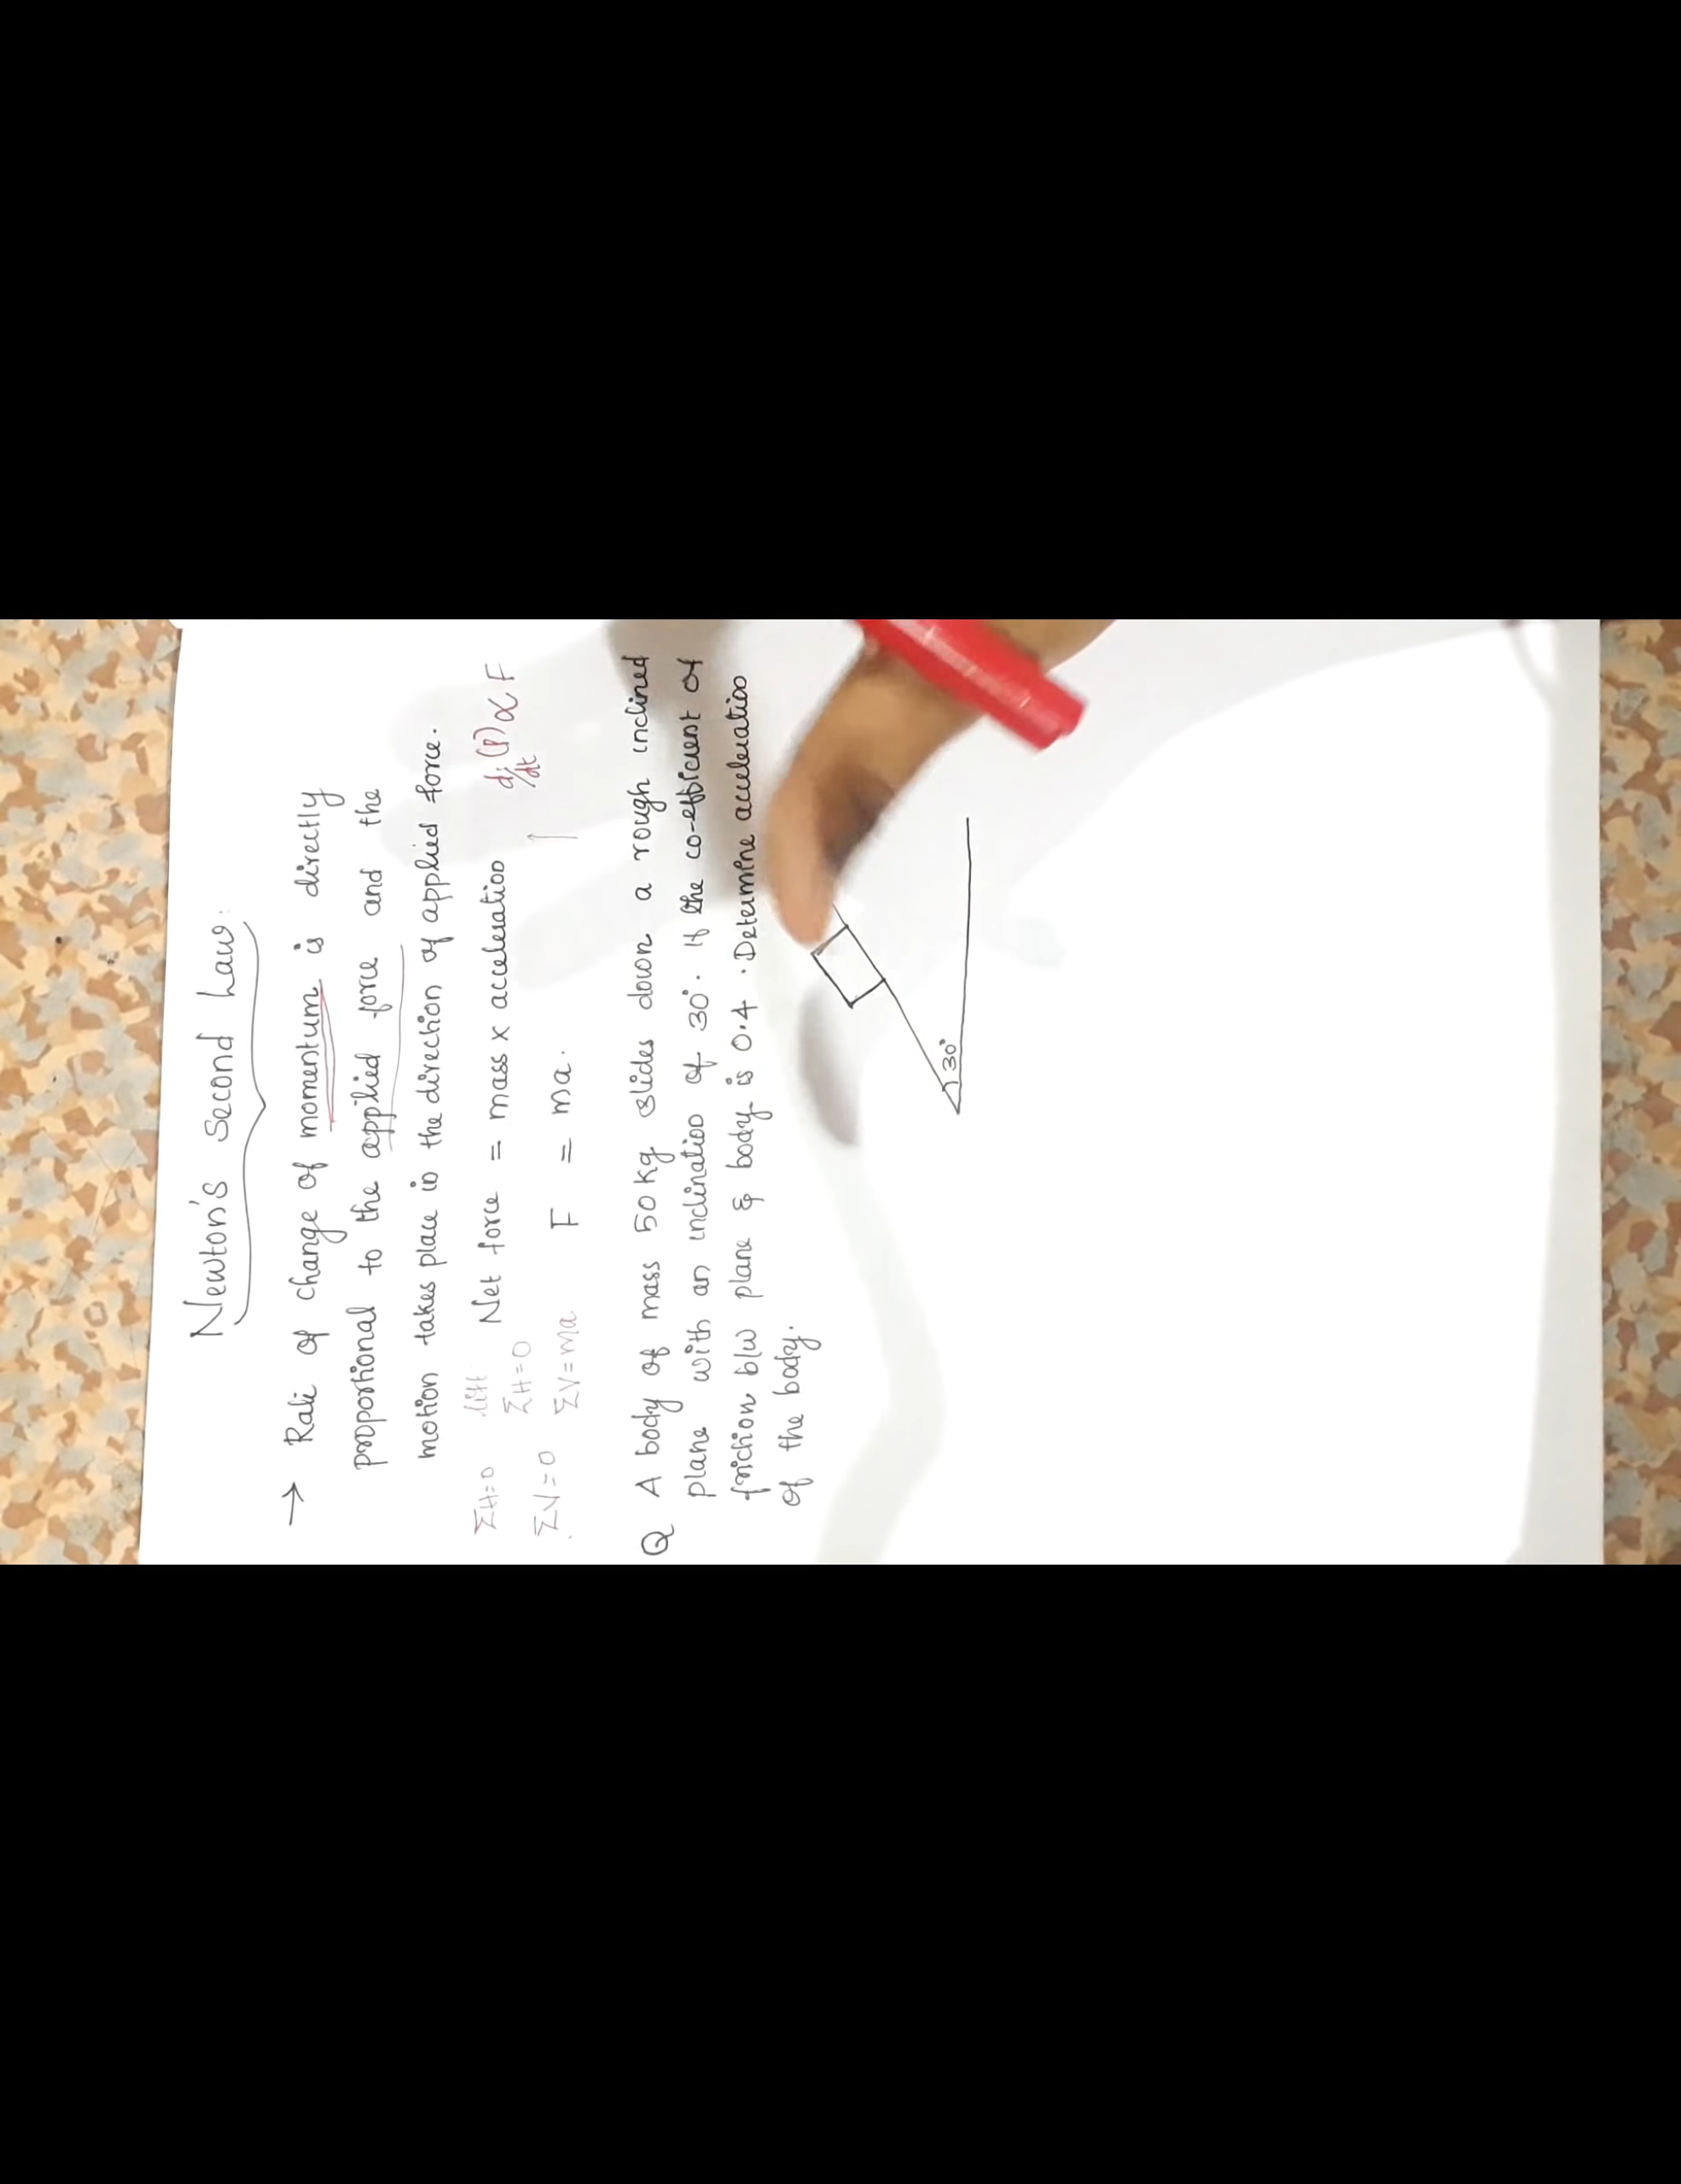 Newton's Second Law:
→ Rate of change of momentum is directly
proportional to the applied force and the
motion takes place in the direction of applied force.
ΣH=0 lift Net force = mass x acceleration d/dt (P) ∝ F
ΣH=0
ΣV=0 ΣV=ma F = ma. ↑
Q A body of mass 50kg slides down a rough inclined
plane with an inclination of 30°. If the co-efficient of
friction b/w plane & body is 0.4. Determine acceleration
of the body.
30°